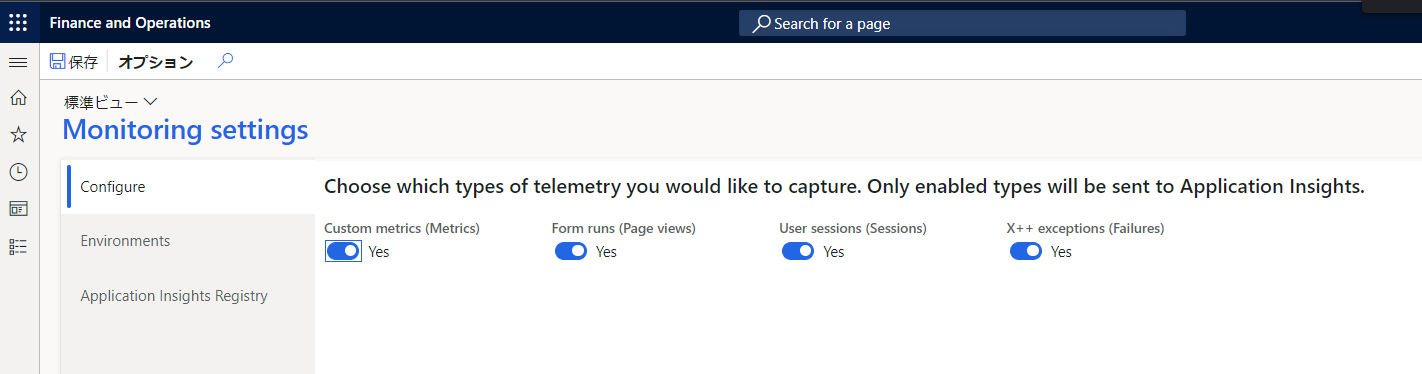 Finance and Operations
Search for a page
保存 オプション
標準ビュー
Monitoring settings
Configure
Environments
Application Insights Registry
Choose which types of telemetry you would like to capture. Only enabled types will be sent to Application Insights.
Custom metrics (Metrics) Form runs (Page views) User sessions (Sessions) X++ exceptions (Failures)
Yes Yes Yes Yes